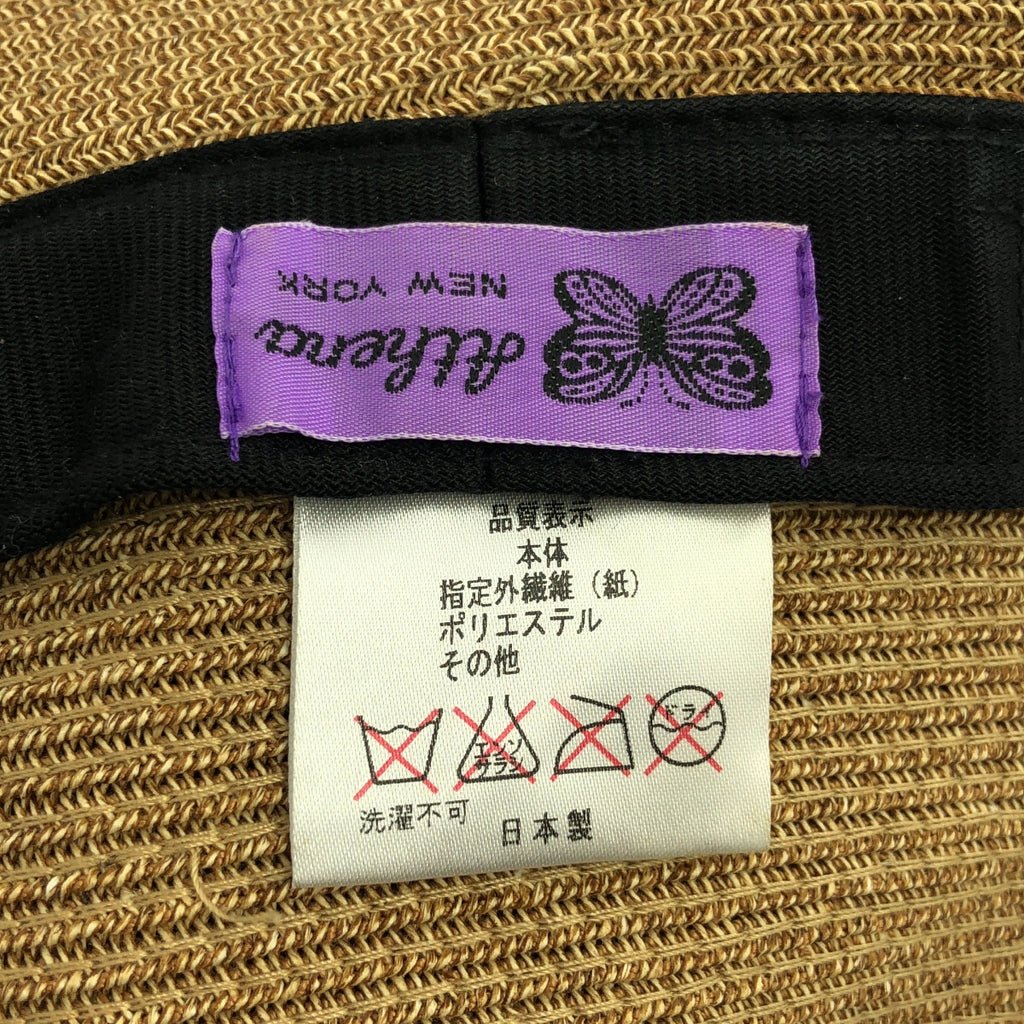 Athena
NEW YORK
品質表示
本体
指定外繊維（紙）
ポリエステル
その他
エンソ
サラシ
ドライ
洗濯不可
日本製